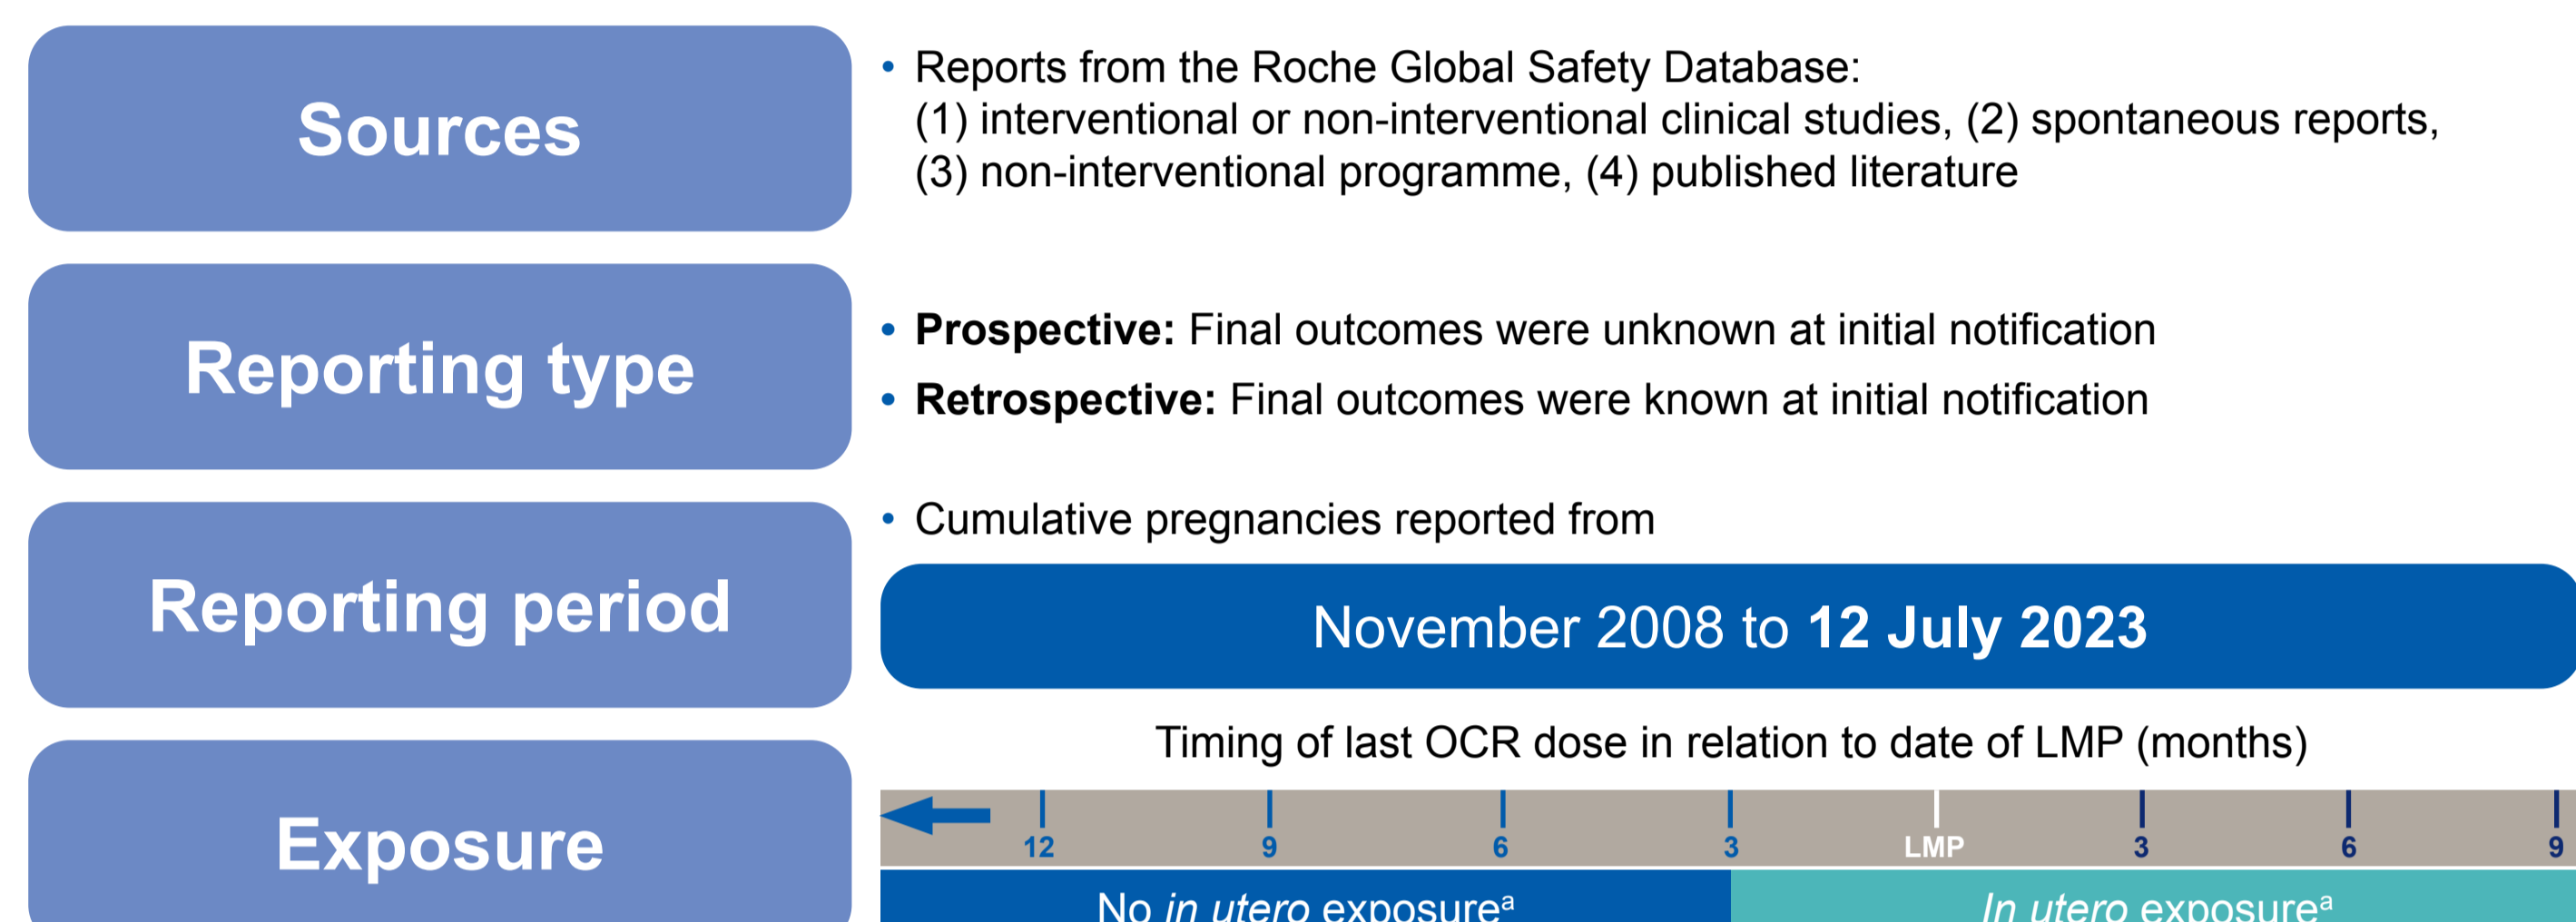 Sources
• Reports from the Roche Global Safety Database:
(1) interventional or non-interventional clinical studies, (2) spontaneous reports,
(3) non-interventional programme, (4) published literature
Reporting type
• Prospective: Final outcomes were unknown at initial notification
• Retrospective: Final outcomes were known at initial notification
Reporting period
• Cumulative pregnancies reported from
November 2008 to 12 July 2023
Exposure
Timing of last OCR dose in relation to date of LMP (months)
12 9 6 3 LMP 3 6 9
No in utero exposureª In utero exposureª